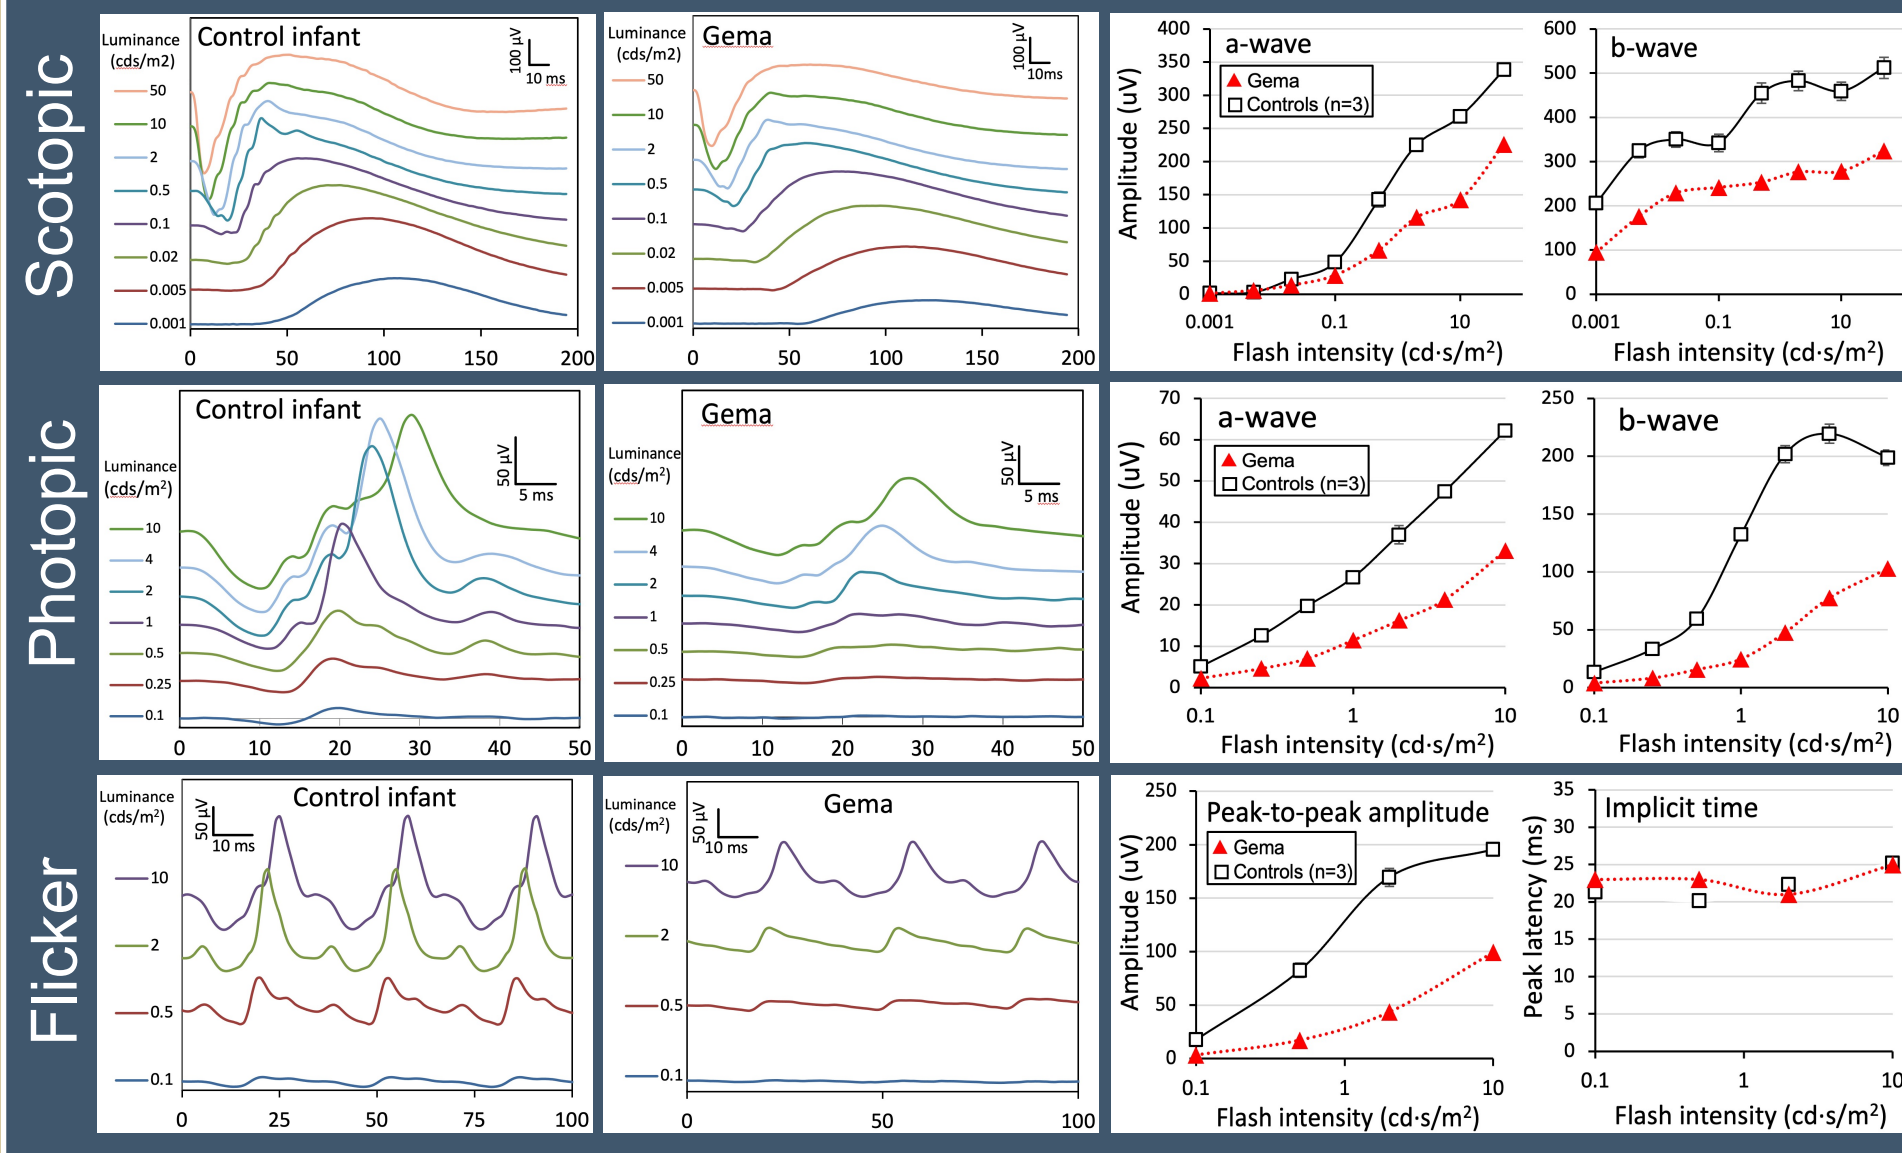 Scotopic
Luminance
(cds/m2)
50
10
2
0.5
0.1
0.02
0.005
0.001
Control infant
100 µV
10 ms
0 50 100 150 200
Luminance
(cds/m2)
50
10
2
0.5
0.1
0.02
0.005
0.001
Gema
100 µV
10ms
0 50 100 150 200
a-wave
Gema
Controls (n=3)
Amplitude (uV)
400
350
300
250
200
150
100
50
0
0.001 0.1 10
Flash intensity (cd·s/m²)
b-wave
600
500
400
300
200
100
0
0.001 0.1 10
Flash intensity (cd·s/m²)
Photopic
Luminance
(cds/m²)
10
4
2
1
0.5
0.25
0.1
Control infant
50 µV
5 ms
0 10 20 30 40 50
Luminance
(cds/m²)
10
4
2
1
0.5
0.25
0.1
Gema
50 µV
5 ms
0 10 20 30 40 50
a-wave
Gema
Controls (n=3)
Amplitude (uV)
70
60
50
40
30
20
10
0
0.1 1 10
Flash intensity (cd·s/m²)
b-wave
250
200
150
100
50
0
0.1 1 10
Flash intensity (cd·s/m²)
Flicker
Luminance
(cds/m²)
10
2
0.5
0.1
Control infant
50 µV
10 ms
0 25 50 75 100
Luminance
(cds/m²)
10
2
0.5
0.1
Gema
50 µV
10 ms
0 50 100
Peak-to-peak amplitude
Gema
Controls (n=3)
Amplitude (uV)
250
200
150
100
50
0
0.1 1 10
Flash intensity (cd·s/m²)
Implicit time
Peak latency (ms)
35
30
25
20
15
10
5
0
0.1 1 10
Flash intensity (cd·s/m²)